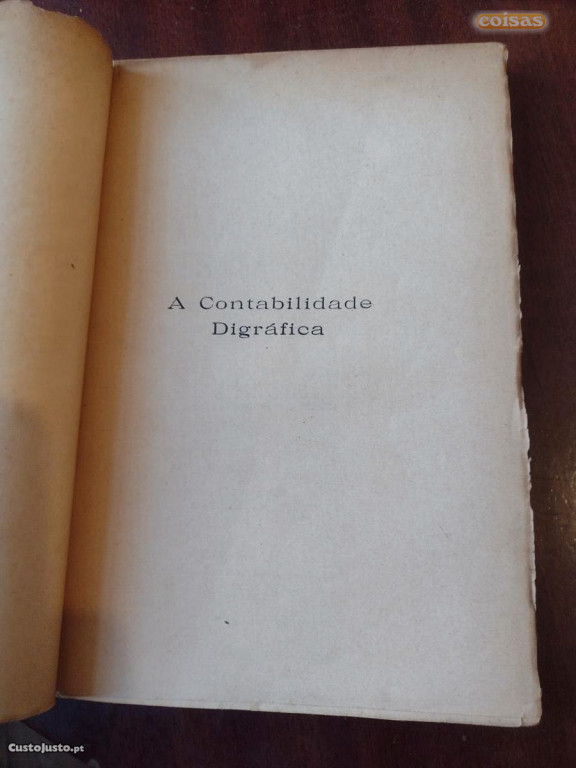 coisas
A Contabilidade
Digráfica
CustoJusto.pt